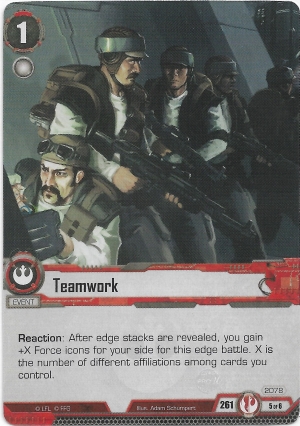 1
Teamwork
EVENT
Reaction: After edge stacks are revealed, you gain
+X Force icons for your side for this edge battle. X is
the number of different affiliations among cards you
control.
2078
© LFL © FFG
Illus. Adam Schumpert
261
5 OF 6